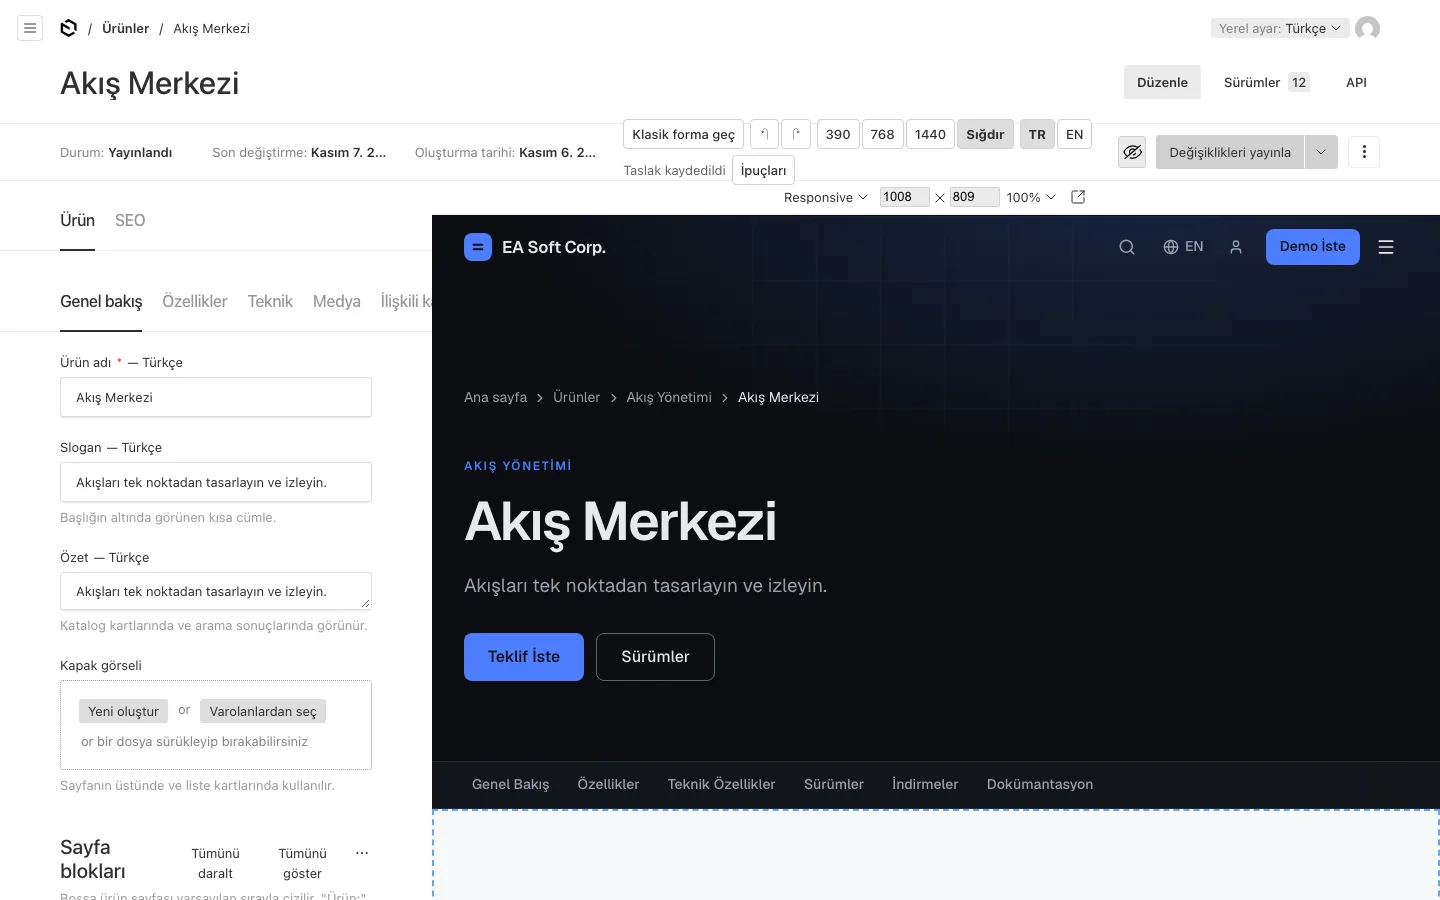 / Ürünler / Akış Merkezi
Yerel ayar: Türkçe
Akış Merkezi
Düzenle
Sürümler 12
API
Durum: Yayınlandı
Son değiştirme: Kasım 7. 2...
Oluşturma tarihi: Kasım 6. 2...
Klasik forma geç
390
768
1440
Sığdır
TR
EN
Taslak kaydedildi
İpuçları
Değişiklikleri yayınla
Responsive
1008
809
100%
Ürün
SEO
Genel bakış
Özellikler
Teknik
Medya
İlişkili
Ürün adı * — Türkçe
Akış Merkezi
Slogan — Türkçe
Akışları tek noktadan tasarlayın ve izleyin.
Başlığın altında görünen kısa cümle.
Özet — Türkçe
Akışları tek noktadan tasarlayın ve izleyin.
Katalog kartlarında ve arama sonuçlarında görünür.
Kapak görseli
Yeni oluştur or Varolanlardan seç
or bir dosya sürükleyip bırakabilirsiniz
Sayfanın üstünde ve liste kartlarında kullanılır.
Sayfa
blokları
Tümünü
daralt
Tümünü
göster
Boşsa ürün sayfası varsayılan sırayla çizilir. "Ürün:"
EA Soft Corp.
EN
Demo İste
Ana sayfa
Ürünler
Akış Yönetimi
Akış Merkezi
AKIŞ YÖNETİMİ
Akış Merkezi
Akışları tek noktadan tasarlayın ve izleyin.
Teklif İste
Sürümler
Genel Bakış
Özellikler
Teknik Özellikler
Sürümler
İndirmeler
Dokümantasyon